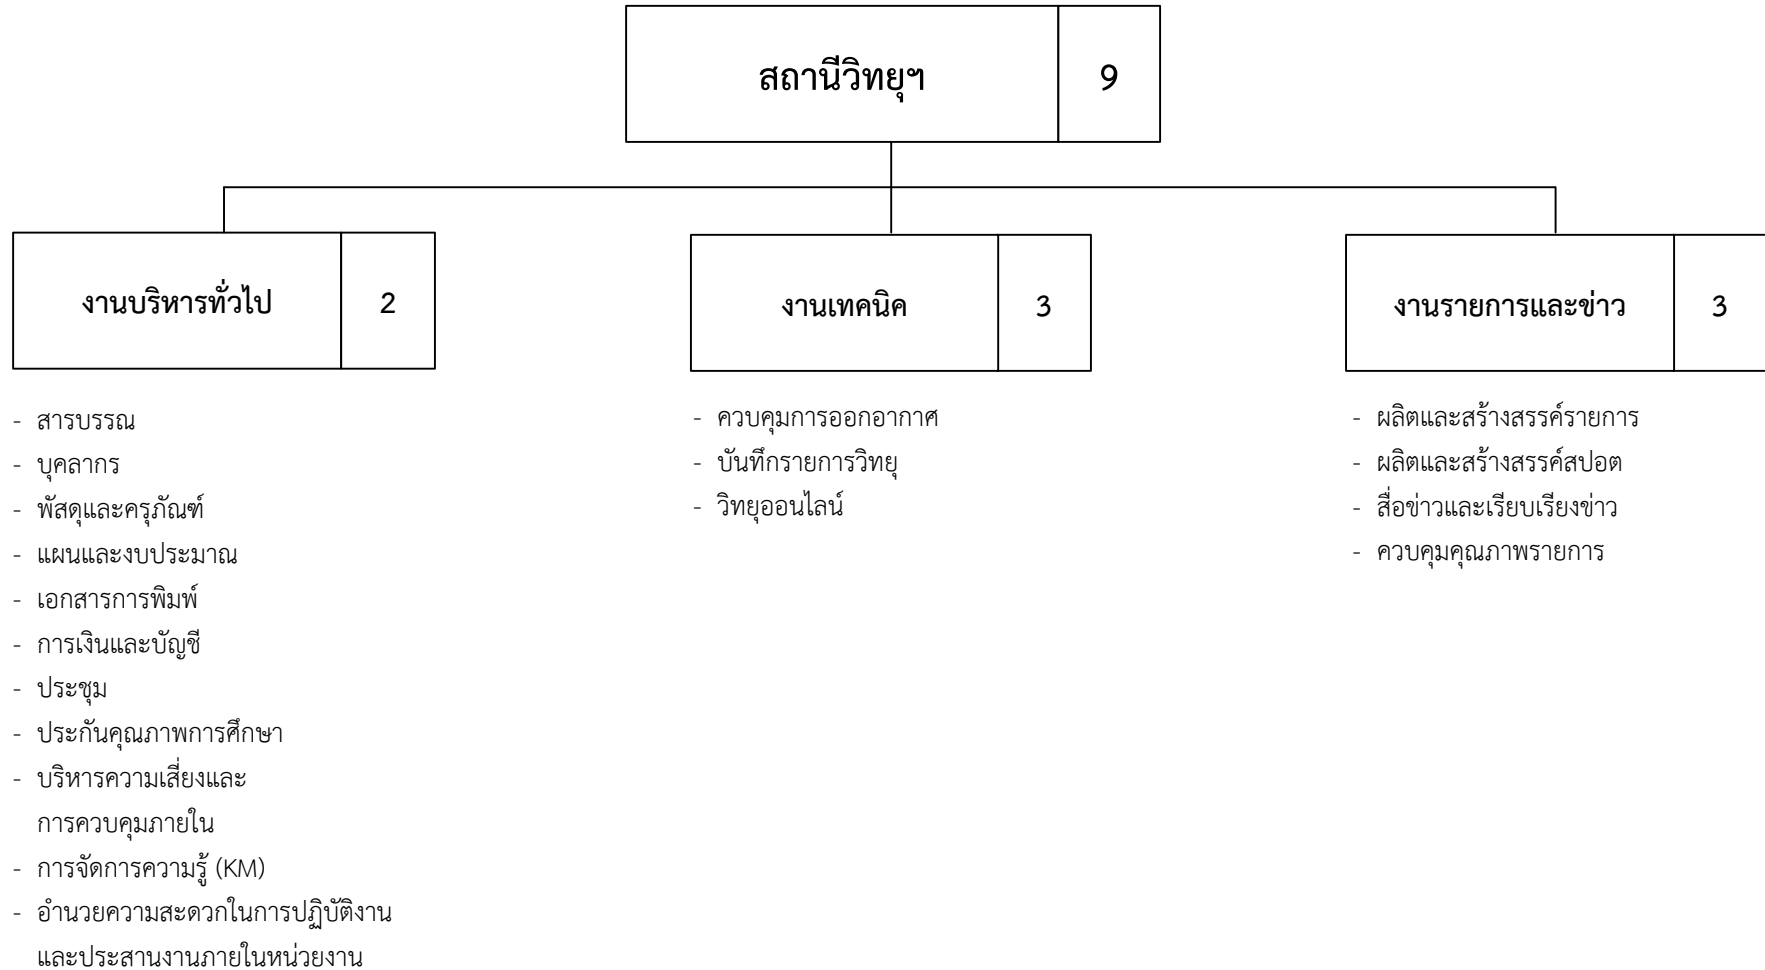 สถานีวิทยุฯ 9
งานบริหารทั่วไป 2
- สารบรรณ
- บุคลากร
- พัสดุและครุภัณฑ์
- แผนและงบประมาณ
- เอกสารการพิมพ์
- การเงินและบัญชี
- ประชุม
- ประกันคุณภาพการศึกษา
- บริหารความเสี่ยงและ
การควบคุมภายใน
- การจัดการความรู้ (KM)
- อำนวยความสะดวกในการปฏิบัติงาน
และประสานงานภายในหน่วยงาน
งานเทคนิค 3
- ควบคุมการออกอากาศ
- บันทึกรายการวิทยุ
- วิทยุออนไลน์
งานรายการและข่าว 3
- ผลิตและสร้างสรรค์รายการ
- ผลิตและสร้างสรรค์สปอต
- สื่อข่าวและเรียบเรียงข่าว
- ควบคุมคุณภาพรายการ